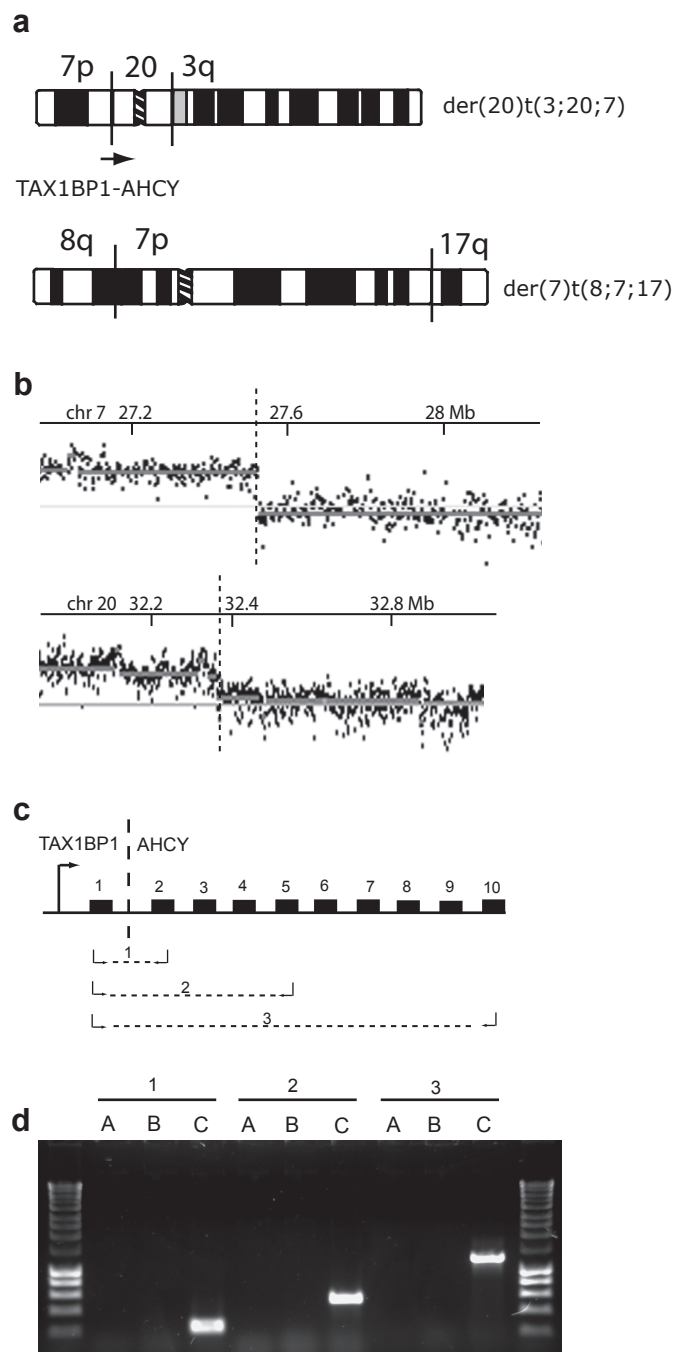 a
7p 20 3q
der(20)t(3;20;7)
TAX1BP1-AHCY
8q 7p 17q
der(7)t(8;7;17)
b
chr 7 27.2 27.6 28 Mb
chr 20 32.2 32.4 32.8 Mb
c
TAX1BP1 AHCY
1 2 3 4 5 6 7 8 9 10
1
2
3
1 2 3
d A B C A B C A B C